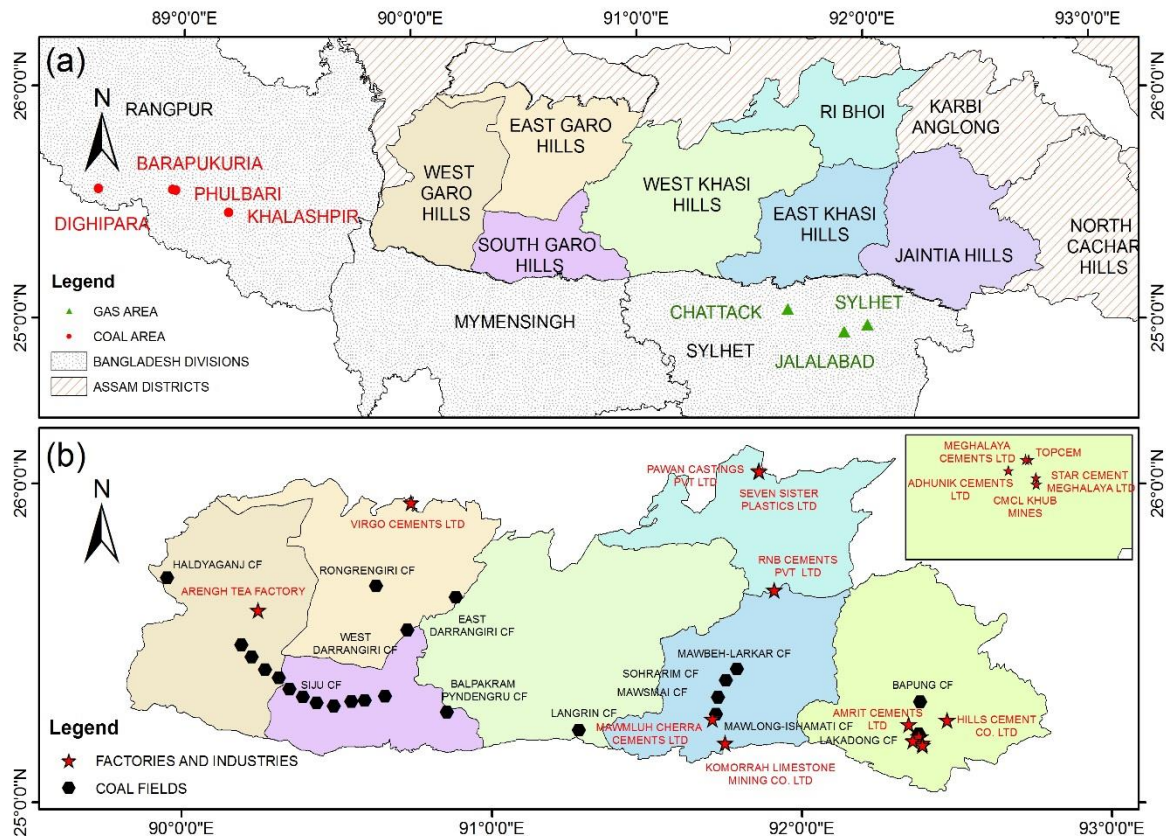 89°0'0"E
90°0'0"E
91°0'0"E
92°0'0"E
93°0'0"E
(a)
26°0'0"N
26°0'0"N
N
RANGPUR
BARAPUKURIA
PHULBARI
DIGHIPARA
KHALASHPIR
EAST GARO
HILLS
WEST
GARO
HILLS
SOUTH GARO
HILLS
WEST KHASI
HILLS
RI BHOI
KARBI
ANGLONG
EAST KHASI
HILLS
JAINTIA HILLS
NORTH
CACHAR
HILLS
Legend
GAS AREA
COAL AREA
BANGLADESH DIVISIONS
ASSAM DISTRICTS
MYMENSINGH
CHATTACK
SYLHET
JALALABAD
SYLHET
25°0'0"N
25°0'0"N
(b)
26°0'0"N
26°0'0"N
N
MEGHALAYA
CEMENTS LTD
TOPCEM
ADHUNIK CEMENTS
LTD
STAR CEMENT
MEGHALAYA LTD
CMCL KHUB
MINES
PAWAN CASTINGS
PVT LTD
SEVEN SISTER
PLASTICS LTD
VIRGO CEMENTS LTD
HALDYAGANJ CF
RONGRENGIRI CF
ARENGH TEA FACTORY
RNB CEMENTS
PVT LTD
EAST
DARRANGIRI CF
WEST
DARRANGIRI CF
SIJU CF
BALPAKRAM
PYNDENGRU CF
LANGRIN CF
MAWBEH-LARKAR CF
SOHRARIM CF
MAWSMAI CF
MAWMLUH CHERRA
CEMENTS LTD
MAWLONG-ISHAMATI CF
KOMORRAH LIMESTONE
MINING CO. LTD
BAPUNG CF
AMRIT CEMENTS
LTD
HILLS CEMENT
CO. LTD
LAKADONG CF
Legend
FACTORIES AND INDUSTRIES
COAL FIELDS
25°0'0"N
25°0'0"N
90°0'0"E
91°0'0"E
92°0'0"E
93°0'0"E